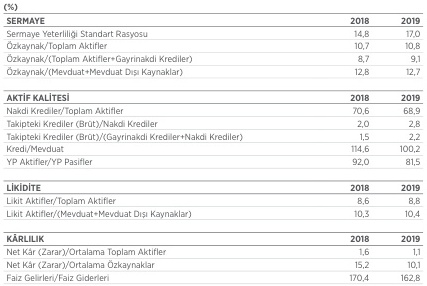 (%)
SERMAYE 2018 2019
Sermaye Yeterliliği Standart Rasyosu 14,8 17,0
Özkaynak/Toplam Aktifler 10,7 10,8
Özkaynak/(Toplam Aktifler+Gayrinakdi Krediler) 8,7 9,1
Özkaynak/(Mevduat+Mevduat Dışı Kaynaklar) 12,8 12,7
AKTİF KALİTESİ 2018 2019
Nakdi Krediler/Toplam Aktifler 70,6 68,9
Takipteki Krediler (Brüt)/Nakdi Krediler 2,0 2,8
Takipteki Krediler (Brüt)/(Gayrinakdi Krediler+Nakdi Krediler) 1,5 2,2
Kredi/Mevduat 114,6 100,2
YP Aktifler/YP Pasifler 92,0 81,5
LİKİDİTE 2018 2019
Likit Aktifler/Toplam Aktifler 8,6 8,8
Likit Aktifler/(Mevduat+Mevduat Dışı Kaynaklar) 10,3 10,4
KÂRLILIK 2018 2019
Net Kâr (Zarar)/Ortalama Toplam Aktifler 1,6 1,1
Net Kâr (Zarar)/Ortalama Özkaynaklar 15,2 10,1
Faiz Gelirleri/Faiz Giderleri 170,4 162,8